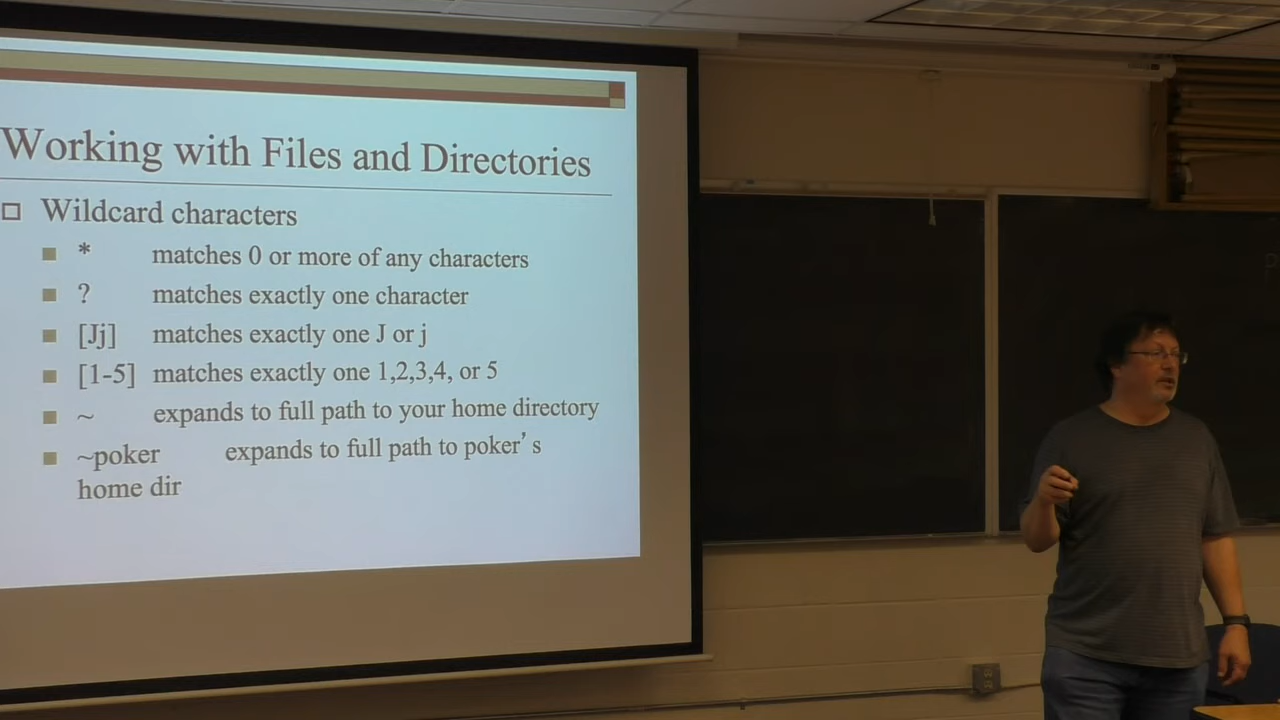 Working with Files and Directories
Wildcard characters
* matches 0 or more of any characters
? matches exactly one character
[Jj] matches exactly one J or j
[1-5] matches exactly one 1,2,3,4, or 5
~ expands to full path to your home directory
~poker expands to full path to poker's
home dir